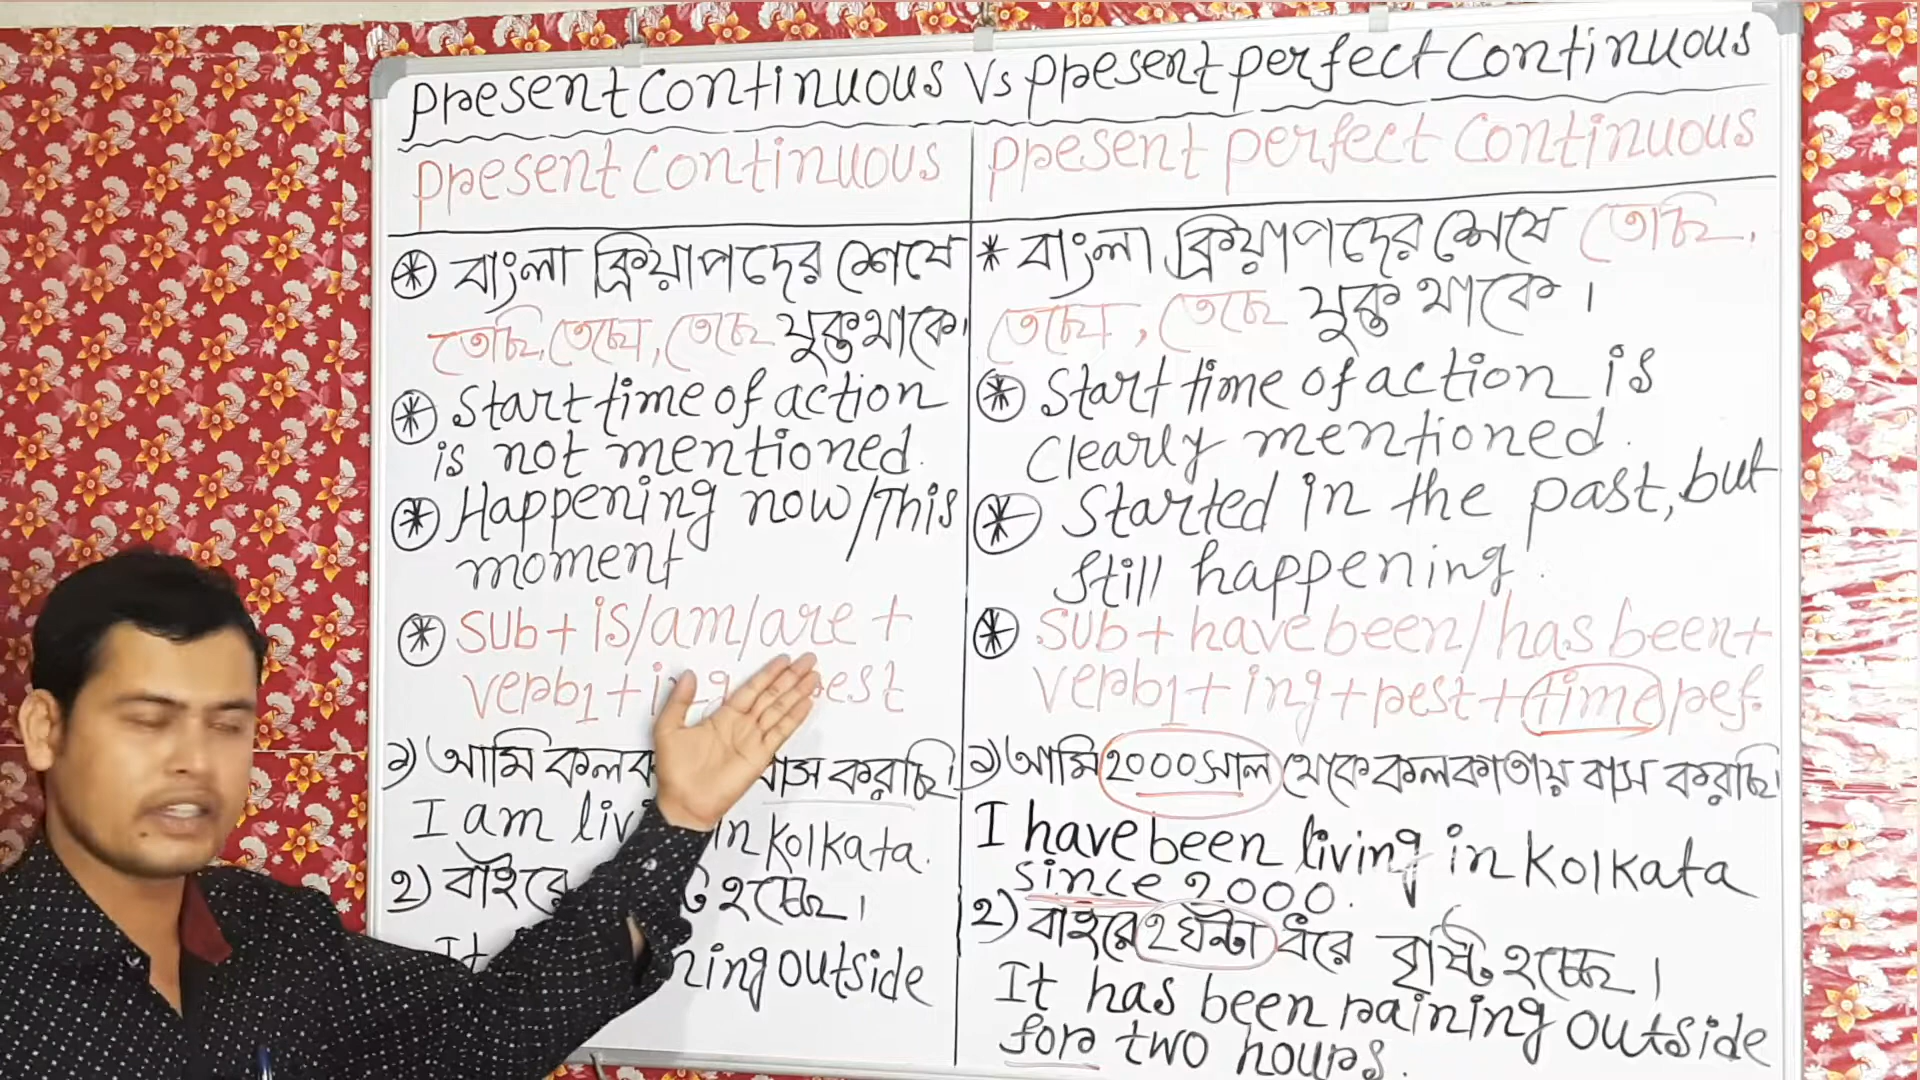 Present Continuous Vs Present perfect Continuous
Present Continuous
* বাংলা ক্রিয়াপদের শেষে
তেছি, তেছো, তেছে যুক্ত থাকে।
* Start time of action
is not mentioned.
* Happening now/This
moment
* Sub + is/am/are +
verb1 + ing
১) আমি বাস করছি।
I am in Kolkata.
২) বাইরে হচ্ছে।
It outside
Present perfect Continuous
* বাংলা ক্রিয়াপদের শেষে তেছি,
তেছো, তেছে যুক্ত থাকে।
* Start time of action is
clearly mentioned.
* Started in the past, but
still happening.
* Sub + have been/has been +
verb1 + ing + rest + time ref.
১) আমি ২০০০ সাল থেকে কলকাতায় বাস করছি।
I have been living in Kolkata
since 2000.
২) বাইরে ২ ঘন্টা ধরে বৃষ্টি হচ্ছে।
It has been raining outside
for two hours.